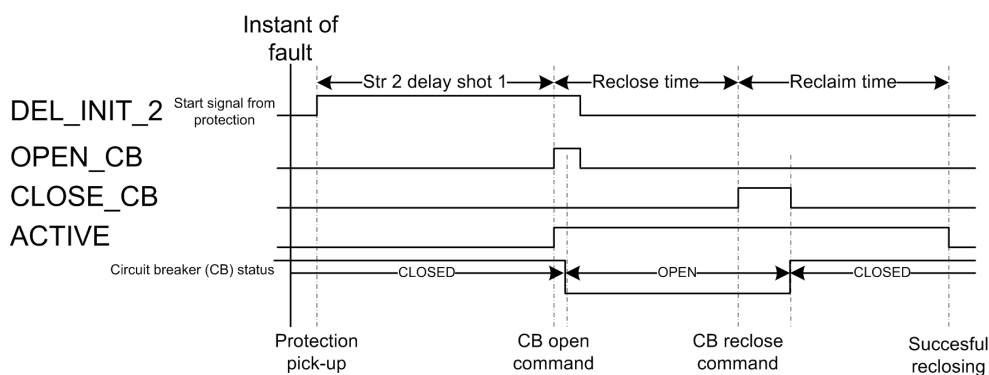 Instant of
fault
Str 2 delay shot 1
Reclose time
Reclaim time
DEL_INIT_2
Start signal from
protection
OPEN_CB
CLOSE_CB
ACTIVE
Circuit breaker (CB) status
CLOSED
OPEN
CLOSED
Protection
pick-up
CB open
command
CB reclose
command
Succesful
reclosing